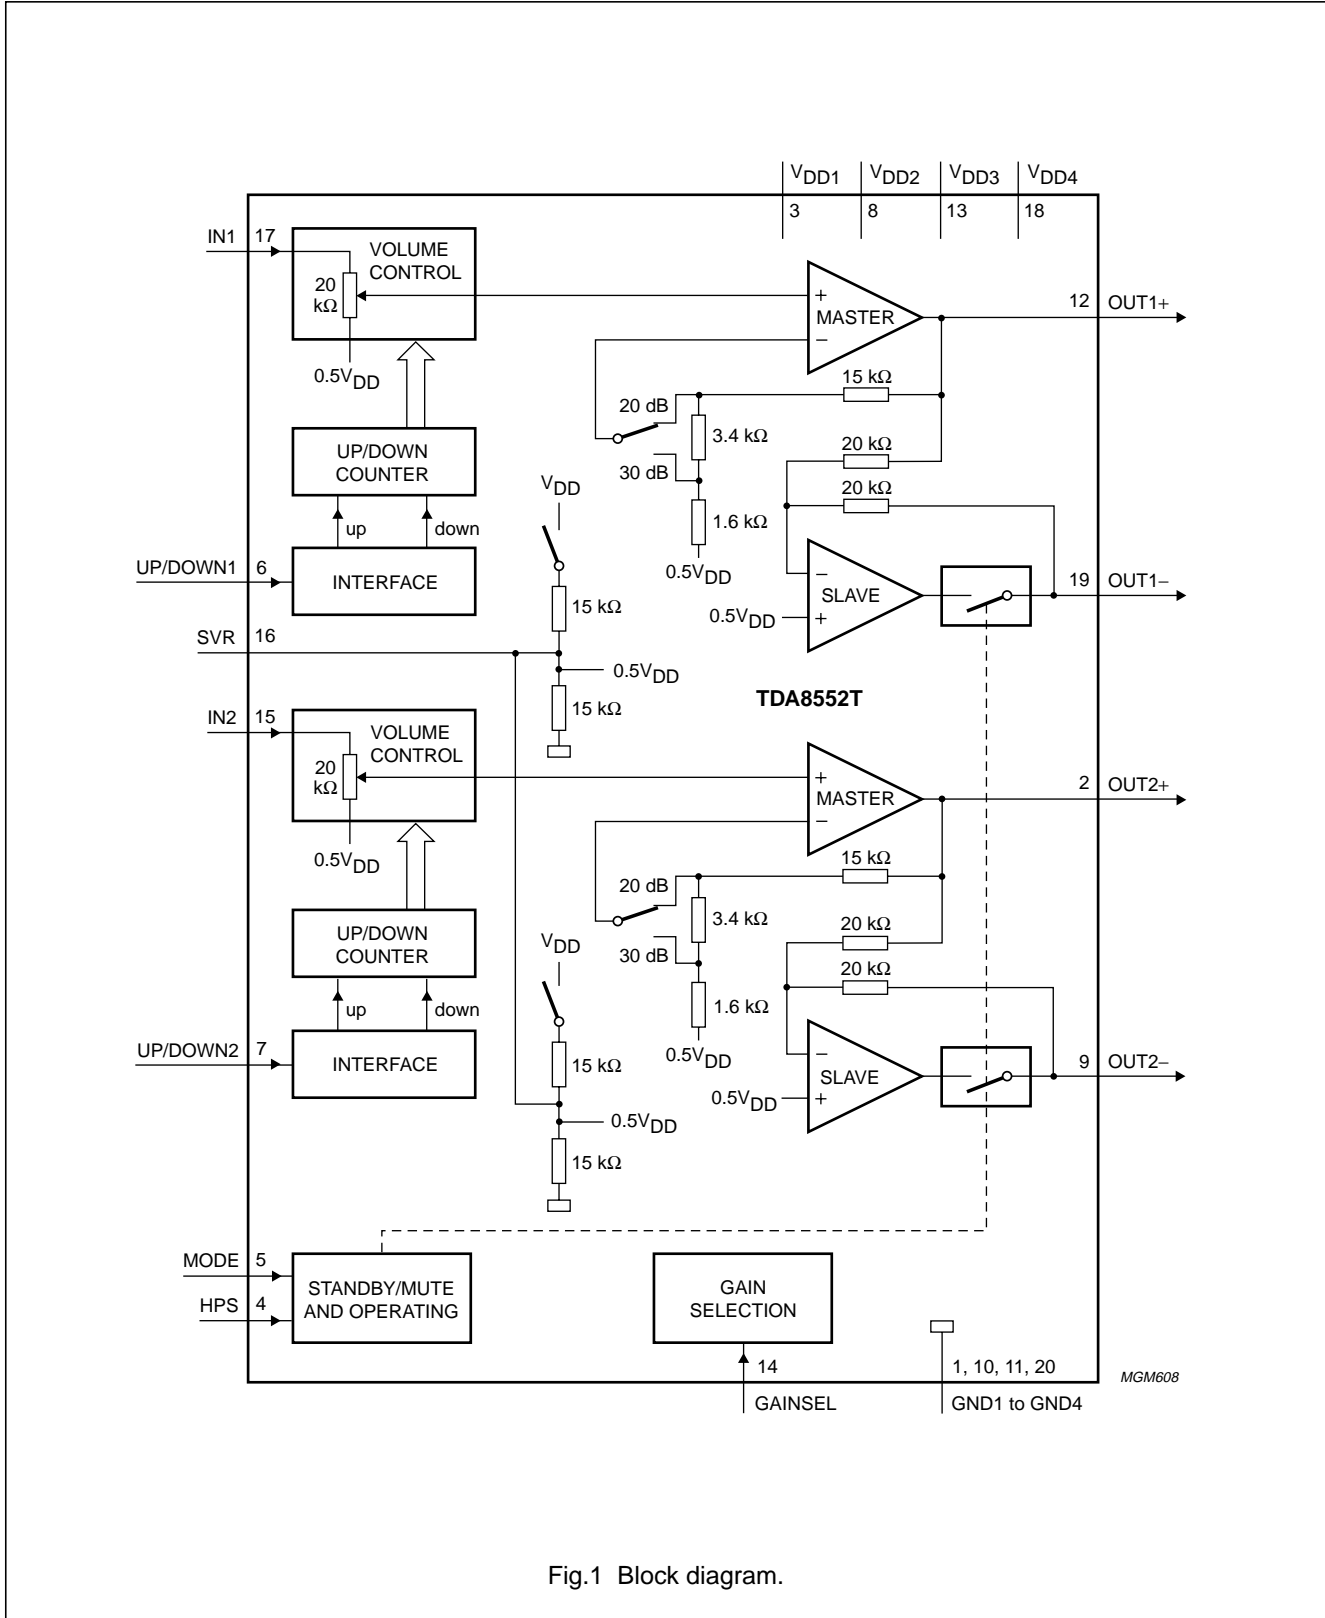 VDD1 VDD2 VDD3 VDD4
3 8 13 18
IN1 17
VOLUME
CONTROL
20
kΩ
0.5VDD
+
MASTER
−
12 OUT1+
15 kΩ
20 dB
3.4 kΩ
30 dB
20 kΩ
20 kΩ
1.6 kΩ
0.5VDD
UP/DOWN
COUNTER
up down
UP/DOWN1 6
INTERFACE
VDD
15 kΩ
−
SLAVE
+
0.5VDD
19 OUT1−
SVR 16
0.5VDD
15 kΩ
TDA8552T
IN2 15
VOLUME
CONTROL
20
kΩ
0.5VDD
+
MASTER
−
2 OUT2+
15 kΩ
20 dB
3.4 kΩ
30 dB
20 kΩ
20 kΩ
1.6 kΩ
0.5VDD
UP/DOWN
COUNTER
up down
UP/DOWN2 7
INTERFACE
VDD
15 kΩ
−
SLAVE
+
0.5VDD
9 OUT2−
0.5VDD
15 kΩ
MODE 5
HPS 4
STANDBY/MUTE
AND OPERATING
GAIN
SELECTION
14
GAINSEL
1, 10, 11, 20
GND1 to GND4
MGM608
Fig.1 Block diagram.